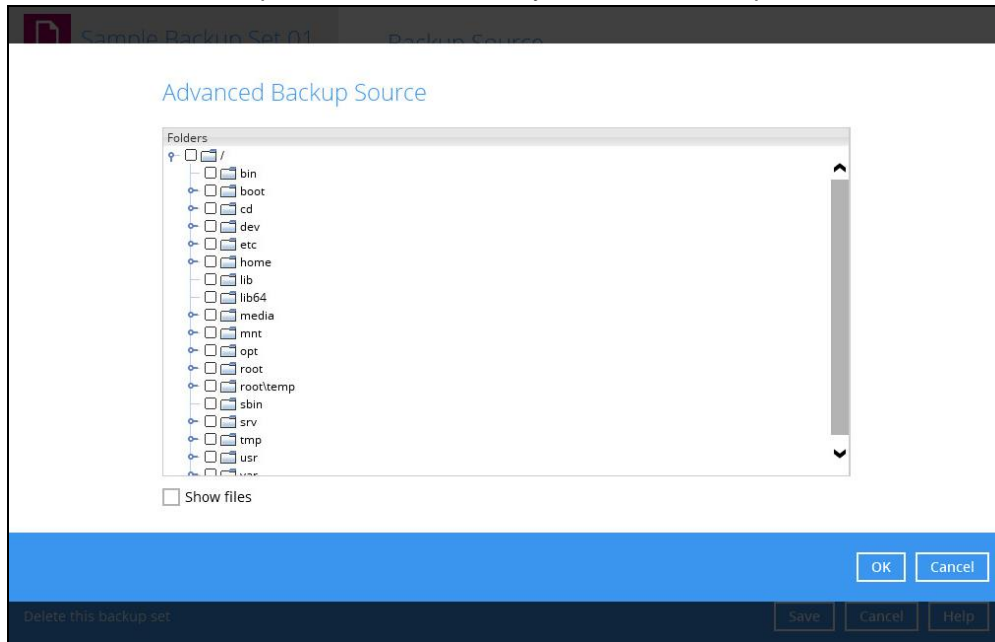 Sample Backup Set 01
Backup Source
Advanced Backup Source
Folders
/
bin
boot
cd
dev
etc
home
lib
lib64
media
mnt
opt
root
root\temp
sbin
srv
tmp
usr
var
Show files
OK Cancel
Delete this backup set
Save Cancel Help